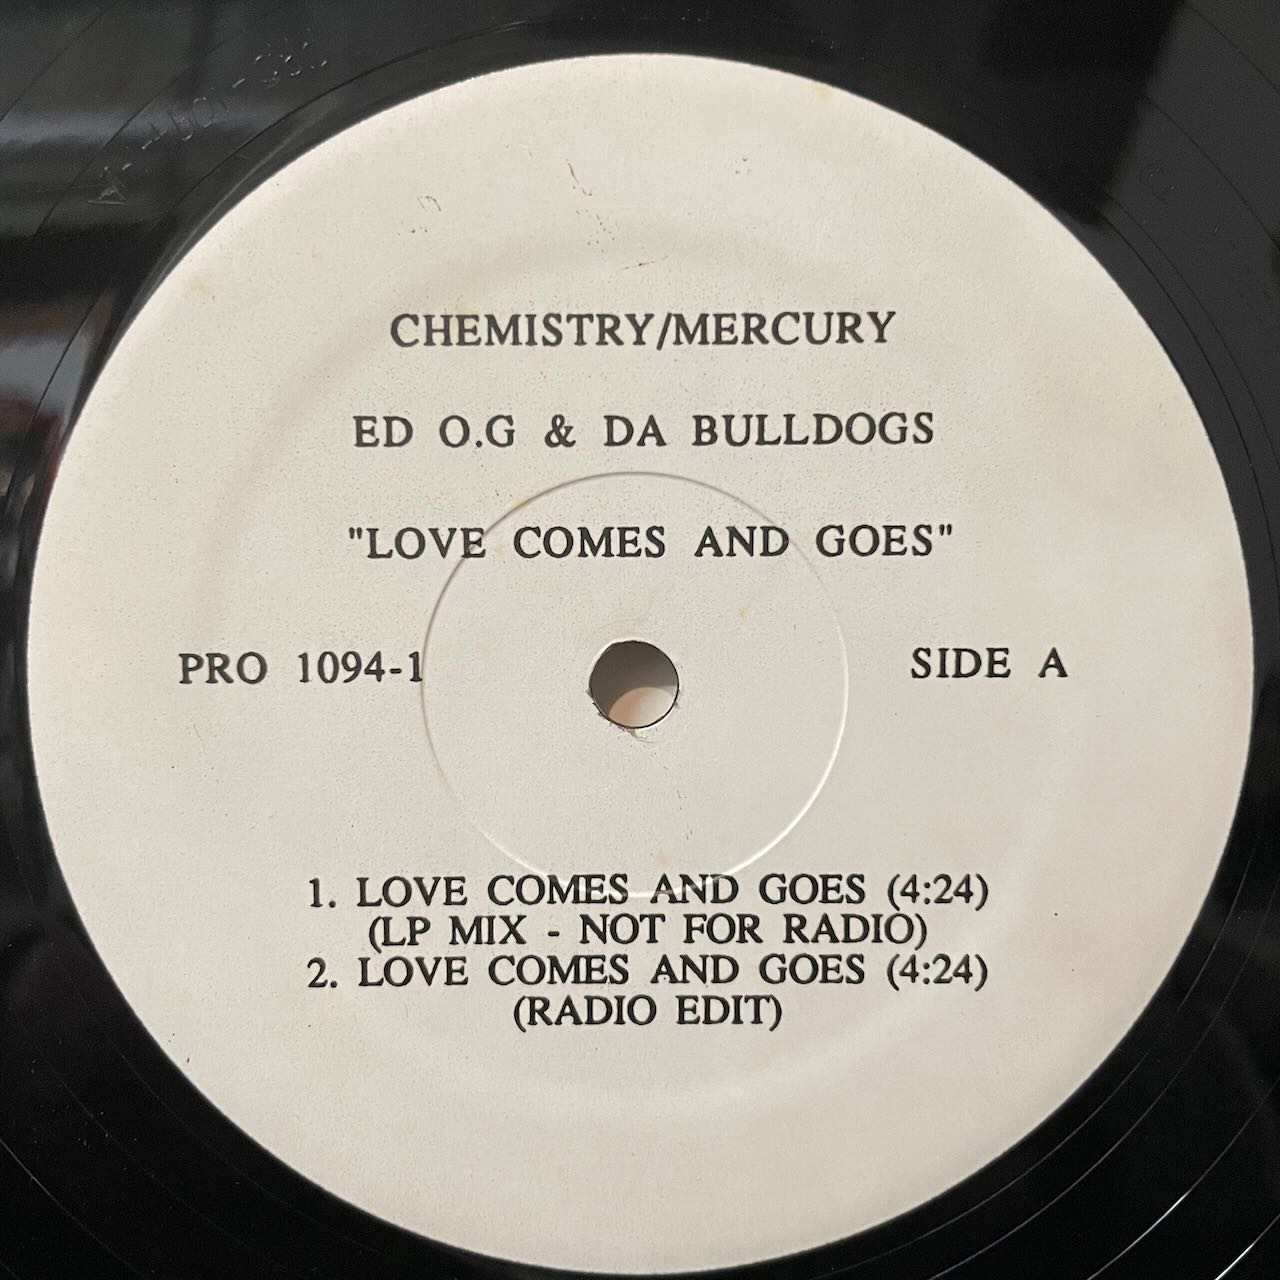 CHEMISTRY/MERCURY
ED O.G & DA BULLDOGS
"LOVE COMES AND GOES"
PRO 1094-1
SIDE A
1. LOVE COMES AND GOES (4:24)
(LP MIX - NOT FOR RADIO)
2. LOVE COMES AND GOES (4:24)
(RADIO EDIT)